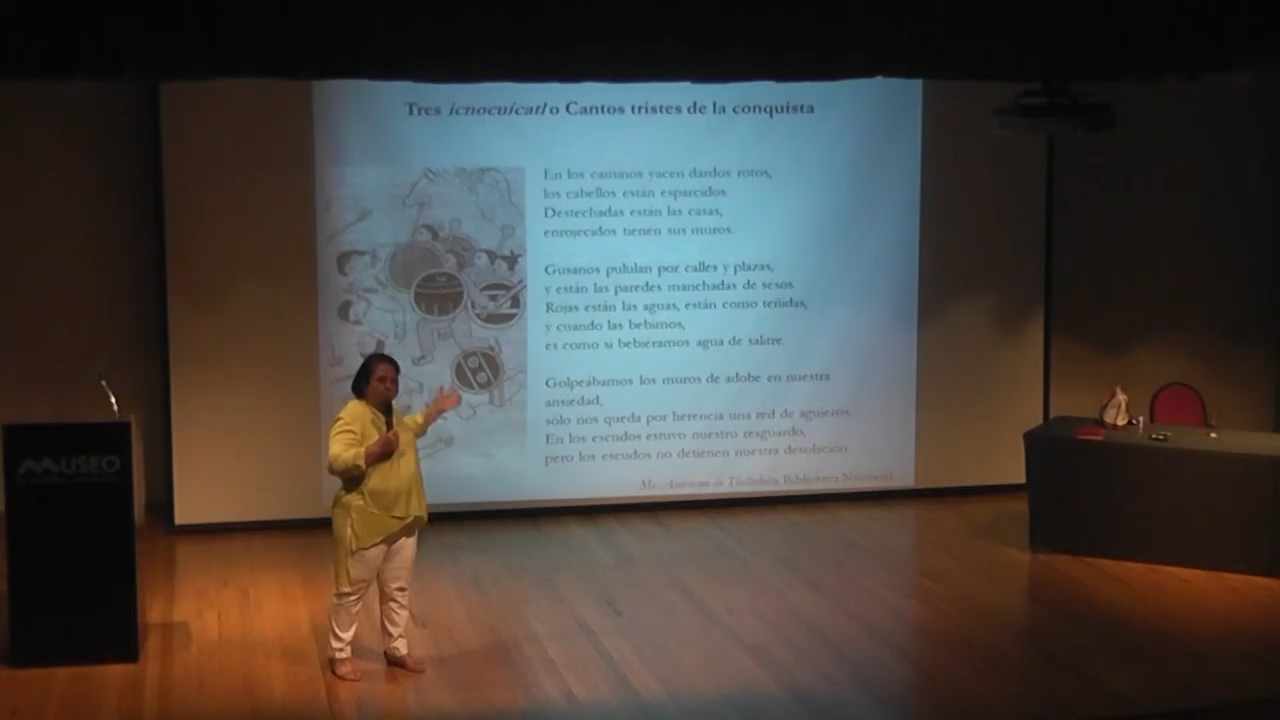 Tres icnocuícatl o Cantos tristes de la conquista
En los caminos yacen dardos rotos,
los cabellos están esparcidos.
Destechadas están las casas,
enrojecidos tienen sus muros.
Gusanos pululan por calles y plazas,
y están las paredes manchadas de sesos.
Rojas están las aguas, están como teñidas,
y cuando las bebimos,
es como si bebiéramos agua de salitre.
Golpeábamos los muros de adobe en nuestra
ansiedad,
sólo nos queda por herencia una red de agujeros.
En los escudos estuvo nuestro resguardo,
pero los escudos no detienen nuestra desolación.
Ms. Anónimo de Tlatelolco, Biblioteca Nacional
MUSEO